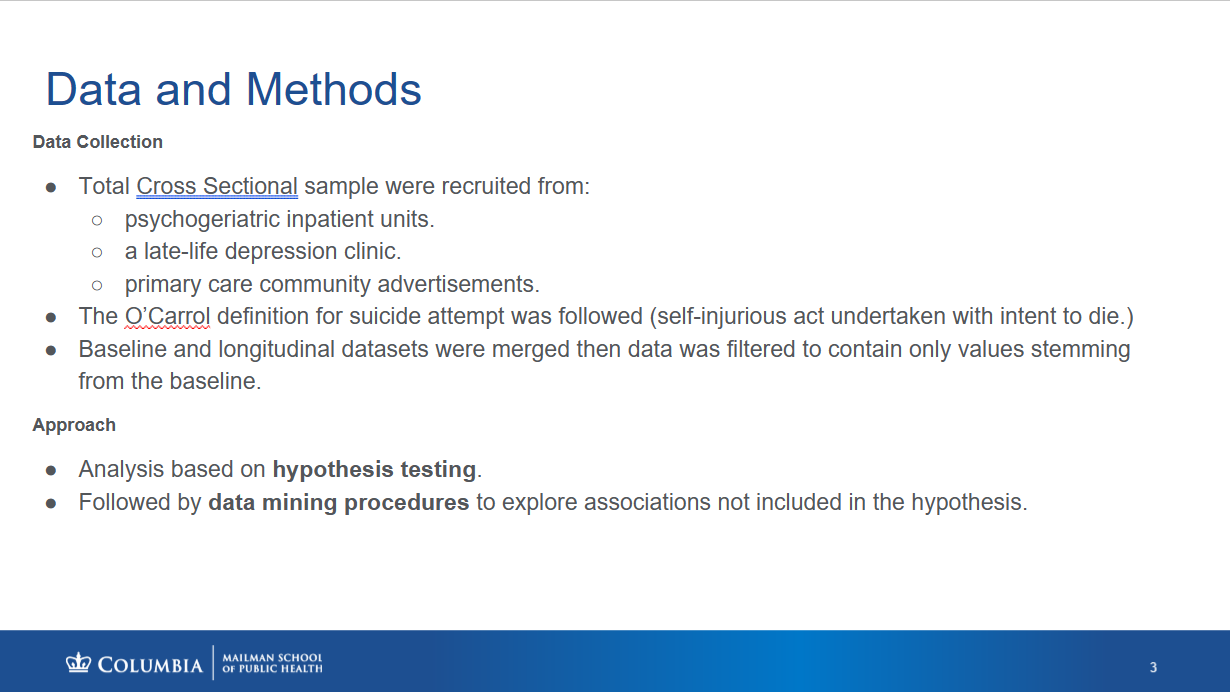 Data and Methods
Data Collection
● Total Cross Sectional sample were recruited from:
○ psychogeriatric inpatient units.
○ a late-life depression clinic.
○ primary care community advertisements.
● The O’Carrol definition for suicide attempt was followed (self-injurious act undertaken with intent to die.)
● Baseline and longitudinal datasets were merged then data was filtered to contain only values stemming
from the baseline.
Approach
● Analysis based on hypothesis testing.
● Followed by data mining procedures to explore associations not included in the hypothesis.
COLUMBIA
MAILMAN SCHOOL
OF PUBLIC HEALTH
3